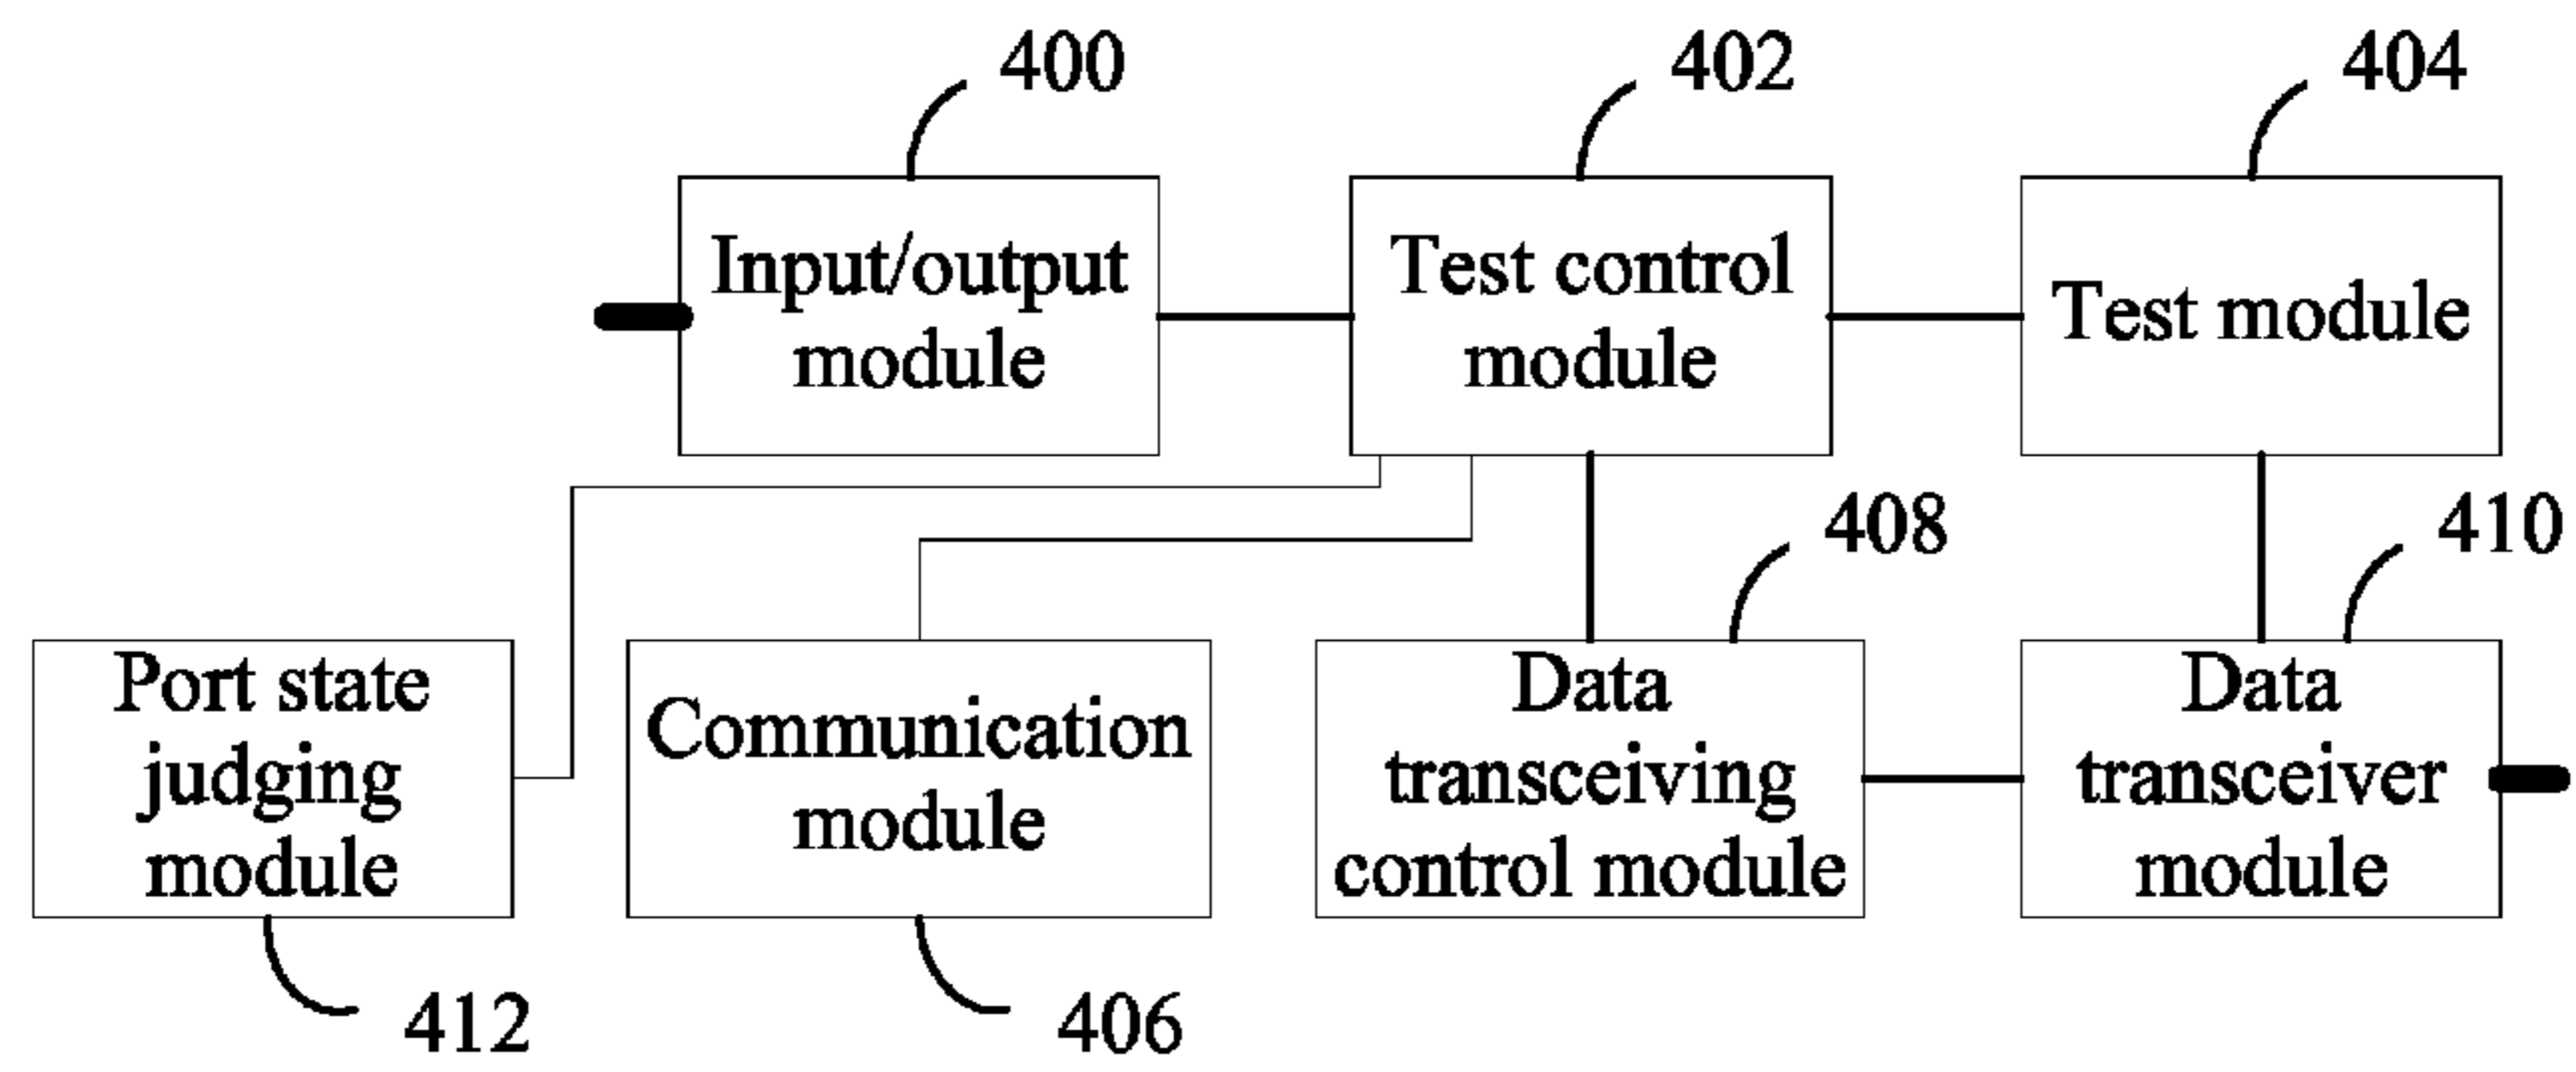 400
402
404
Input/output
module
Test control
module
Test module
408
410
Port state
judging
module
Communication
module
Data
transceiving
control module
Data
transceiver
module
412
406